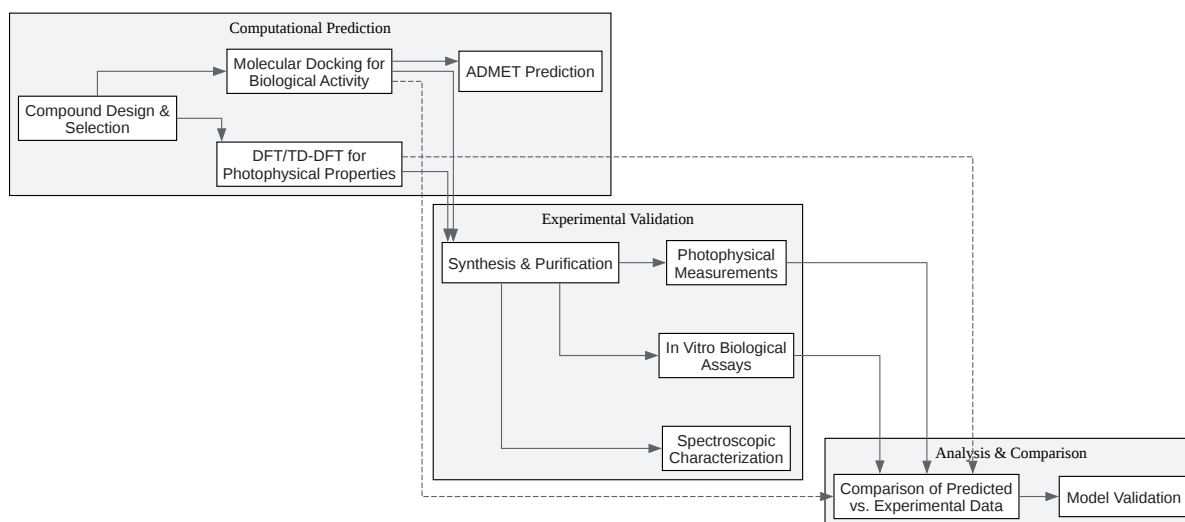 Computational Prediction
Molecular Docking for
Biological Activity
ADMET Prediction
Compound Design &
Selection
DFT/TD-DFT for
Photophysical Properties
Experimental Validation
Synthesis & Purification
Photophysical
Measurements
In Vitro Biological
Assays
Spectroscopic
Characterization
Analysis & Comparison
Comparison of Predicted
vs. Experimental Data
Model Validation